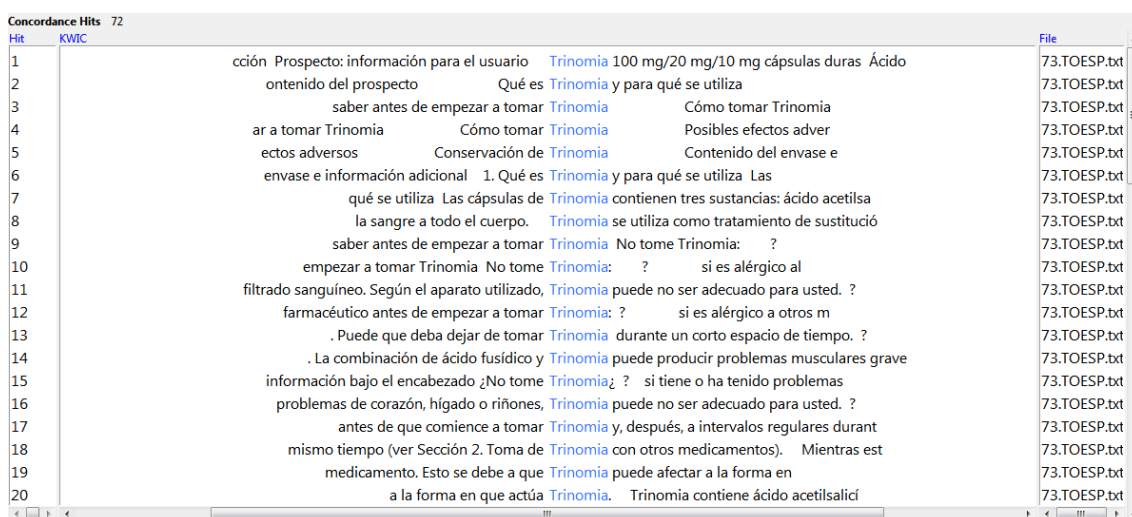 Concordance Hits 72
Hit KWIC File
1 cción Prospecto: información para el usuario Trinomia 100 mg/20 mg/10 mg cápsulas duras Ácido 73.TOESP.txt
2 ontenido del prospecto Qué es Trinomia y para qué se utiliza 73.TOESP.txt
3 saber antes de empezar a tomar Trinomia Cómo tomar Trinomia 73.TOESP.txt
4 ar a tomar Trinomia Cómo tomar Trinomia Posibles efectos adver 73.TOESP.txt
5 ectos adversos Conservación de Trinomia Contenido del envase e 73.TOESP.txt
6 envase e información adicional 1. Qué es Trinomia y para qué se utiliza Las 73.TOESP.txt
7 qué se utiliza Las cápsulas de Trinomia contienen tres sustancias: ácido acetilsa 73.TOESP.txt
8 la sangre a todo el cuerpo. Trinomia se utiliza como tratamiento de sustitució 73.TOESP.txt
9 saber antes de empezar a tomar Trinomia No tome Trinomia: ? 73.TOESP.txt
10 empezar a tomar Trinomia No tome Trinomia: ? si es alérgico al 73.TOESP.txt
11 filtrado sanguíneo. Según el aparato utilizado, Trinomia puede no ser adecuado para usted. ? 73.TOESP.txt
12 farmacéutico antes de empezar a tomar Trinomia: ? si es alérgico a otros m 73.TOESP.txt
13 . Puede que deba dejar de tomar Trinomia durante un corto espacio de tiempo. ? 73.TOESP.txt
14 . La combinación de ácido fusídico y Trinomia puede producir problemas musculares grave 73.TOESP.txt
15 información bajo el encabezado ¿No tome Trinomia¿ ? si tiene o ha tenido problemas 73.TOESP.txt
16 problemas de corazón, hígado o riñones, Trinomia puede no ser adecuado para usted. ? 73.TOESP.txt
17 antes de que comience a tomar Trinomia y, después, a intervalos regulares durant 73.TOESP.txt
18 mismo tiempo (ver Sección 2. Toma de Trinomia con otros medicamentos). Mientras est 73.TOESP.txt
19 medicamento. Esto se debe a que Trinomia puede afectar a la forma en 73.TOESP.txt
20 a la forma en que actúa Trinomia. Trinomia contiene ácido acetilsalicí 73.TOESP.txt